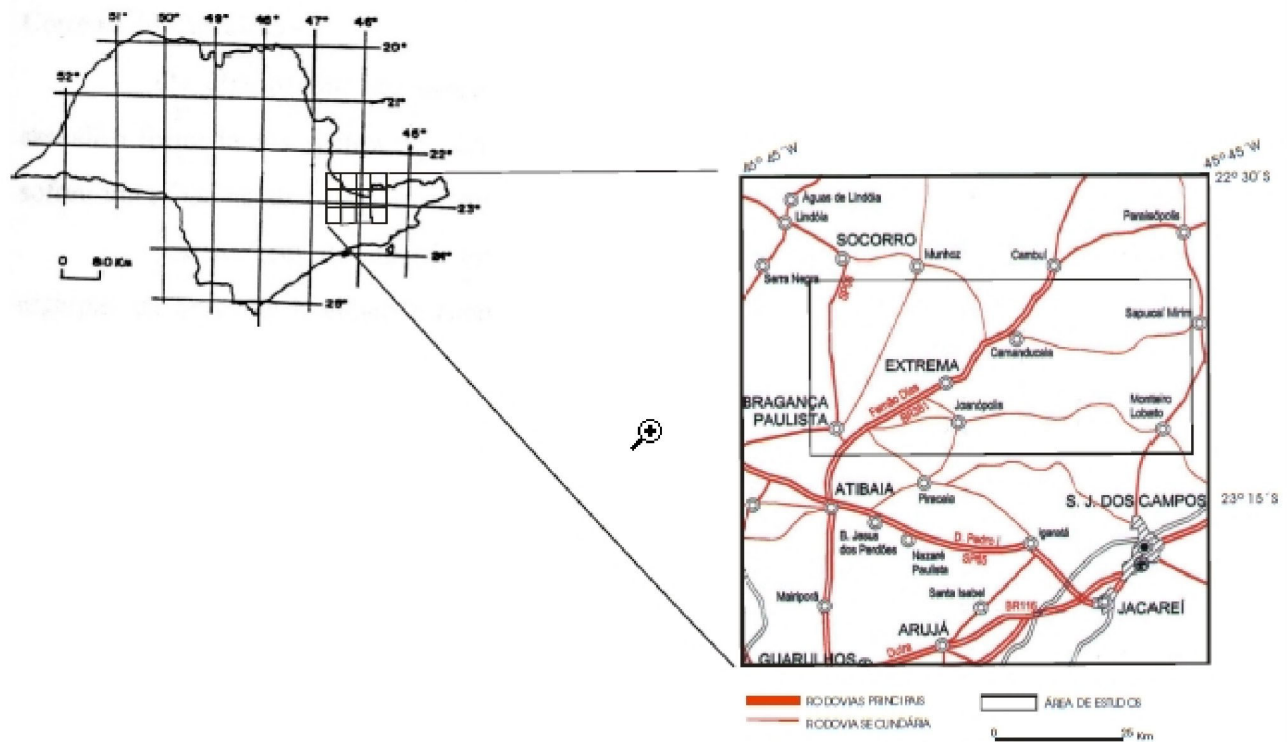 51°
50°
49°
48°
47°
46°
20°
52°
21°
45°
22°
23°
24°
25°
0 80 Km
45° 45´W
22° 30´S
Águas de Lindóia
Lindóia
Paraisópolis
SOCORRO
Munhoz
Cambuí
Serra Negra
Sapucaí Mirim
Camanducaia
EXTREMA
Fernão Dias
BR381
BRAGANÇA
PAULISTA
Joanópolis
Monteiro
Lobato
ATIBAIA
Piracaia
S. J. DOS CAMPOS
23° 15´S
B. Jesus
dos Perdões
D. Pedro I
SP65
Igaratá
Nazaré
Paulista
Mairiporã
Santa Isabel
BR116
JACAREÍ
ARUJÁ
Dutra
GUARULHOS
RODOVIAS PRINCIPAIS
ÁREA DE ESTUDOS
RODOVIA SECUNDÁRIA
0 25 Km